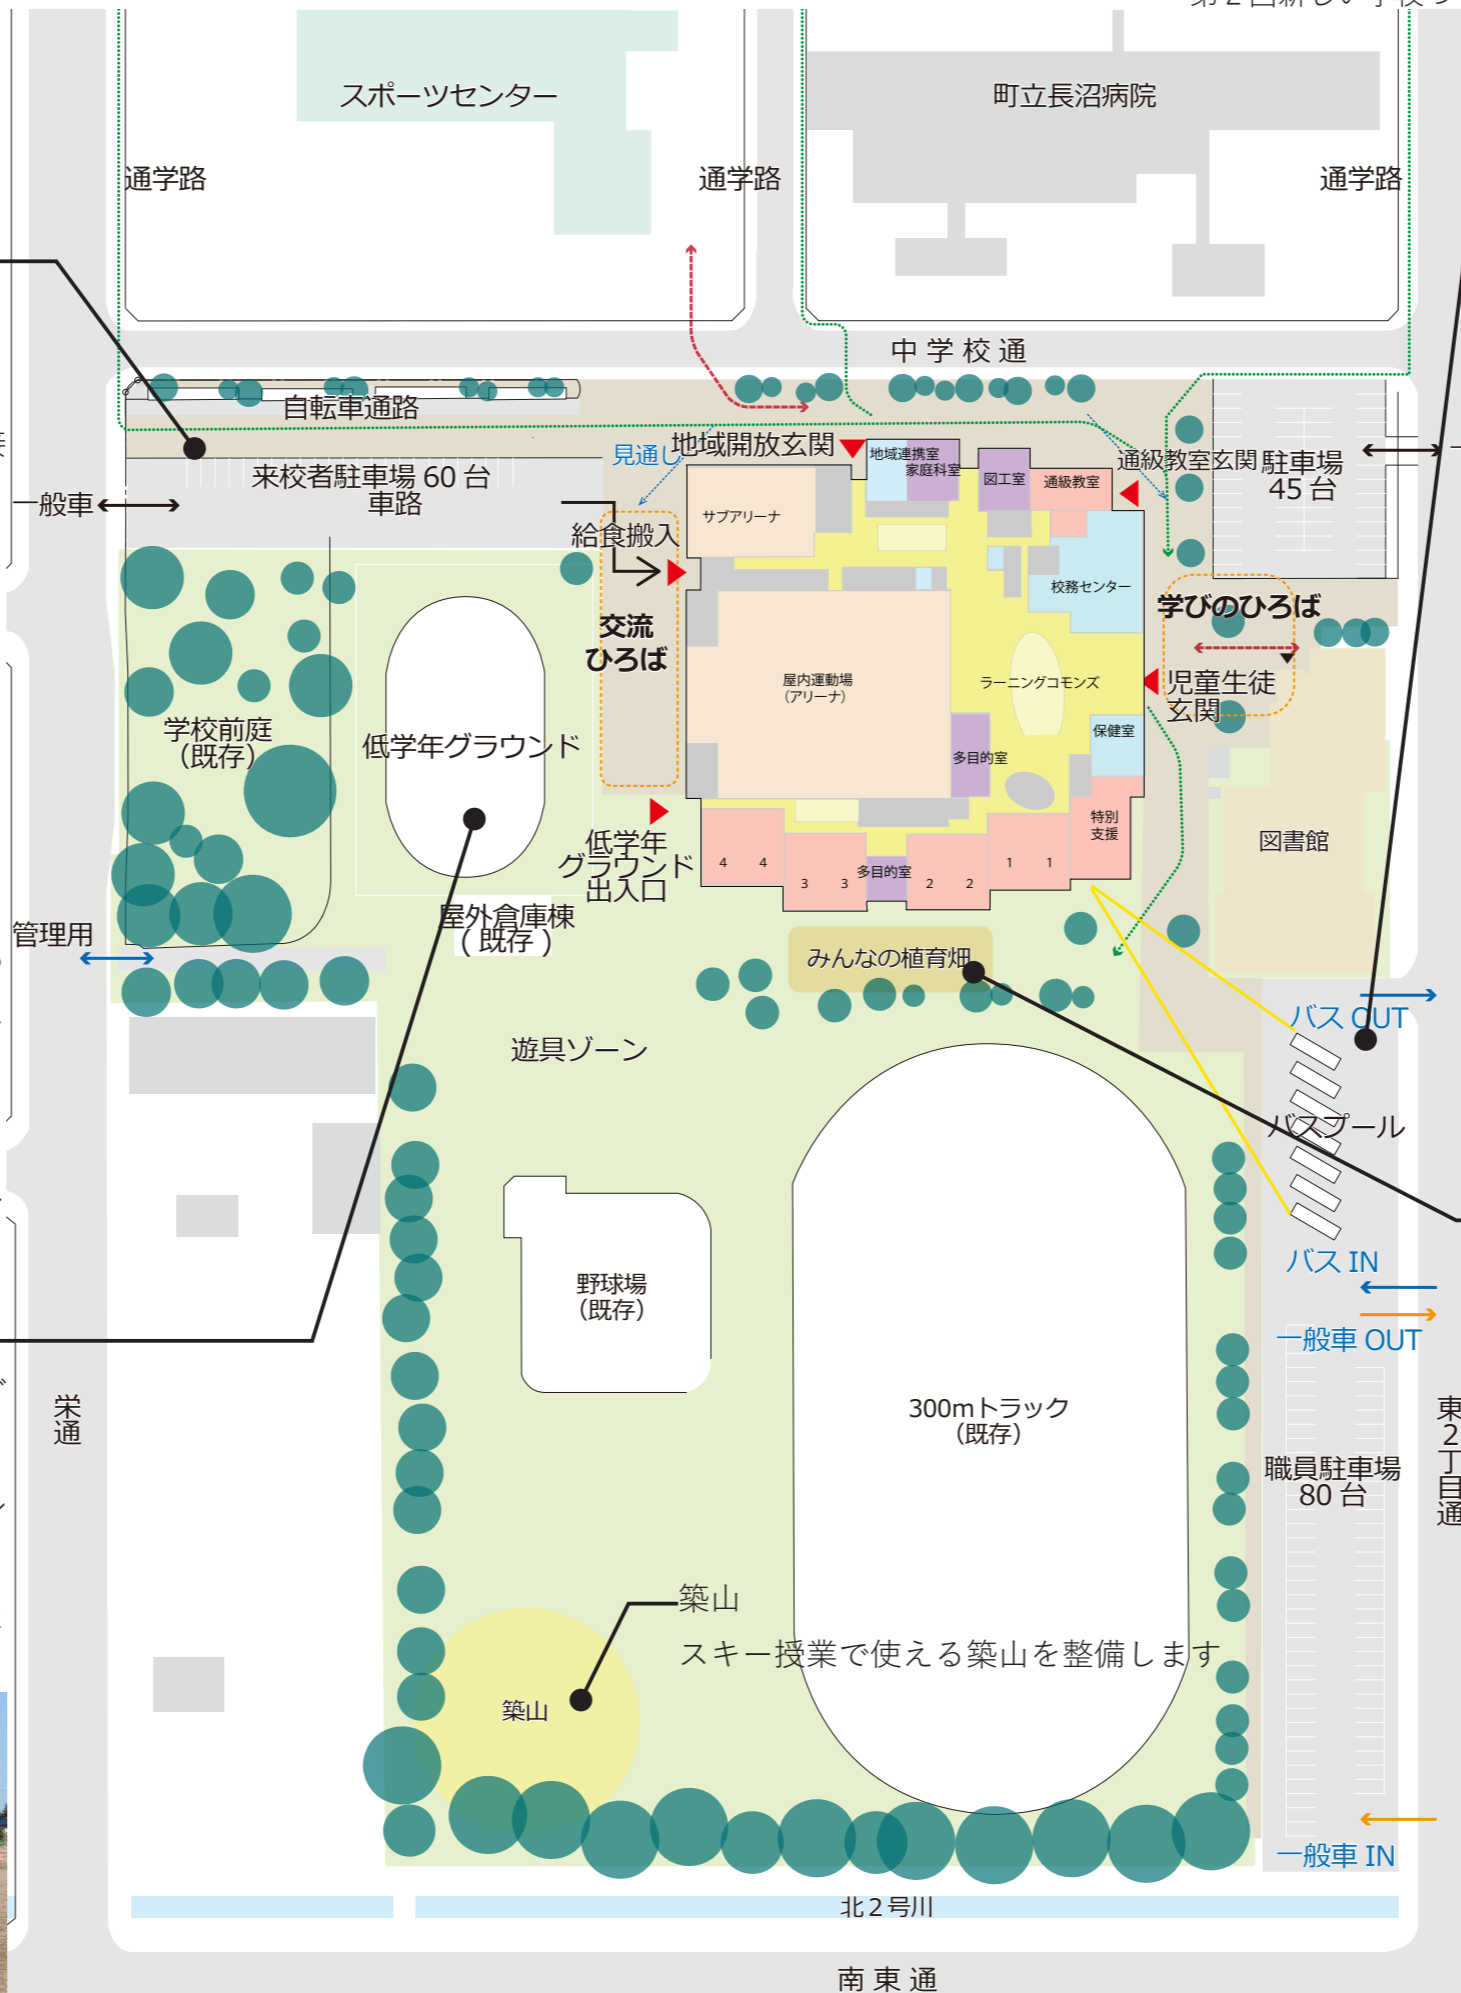 スポーツセンター
町立長沼病院
通学路
通学路
通学路
中学校通
自転車通路
来校者駐車場 60 台
車路
一般車
見通し
地域開放玄関
地域連携室
家庭科室
図工室
通級教室
通級教室玄関
駐車場
45 台
サブアリーナ
給食搬入
校務センター
学びのひろば
交流
ひろば
屋内運動場
(アリーナ)
ラーニングコモンズ
児童生徒
玄関
学校前庭
(既存)
低学年グラウンド
多目的室
保健室
特別
支援
図書館
低学年
グラウンド
出入口
4 4
3 3
多目的室
2 2
1 1
屋外倉庫棟
( 既存 )
管理用
みんなの植育畑
バス OUT
遊具ゾーン
バスプール
バス IN
一般車 OUT
野球場
(既存)
300mトラック
(既存)
栄通
東2丁目通
職員駐車場
80 台
築山
スキー授業で使える築山を整備します
築山
一般車 IN
北2号川
南東通